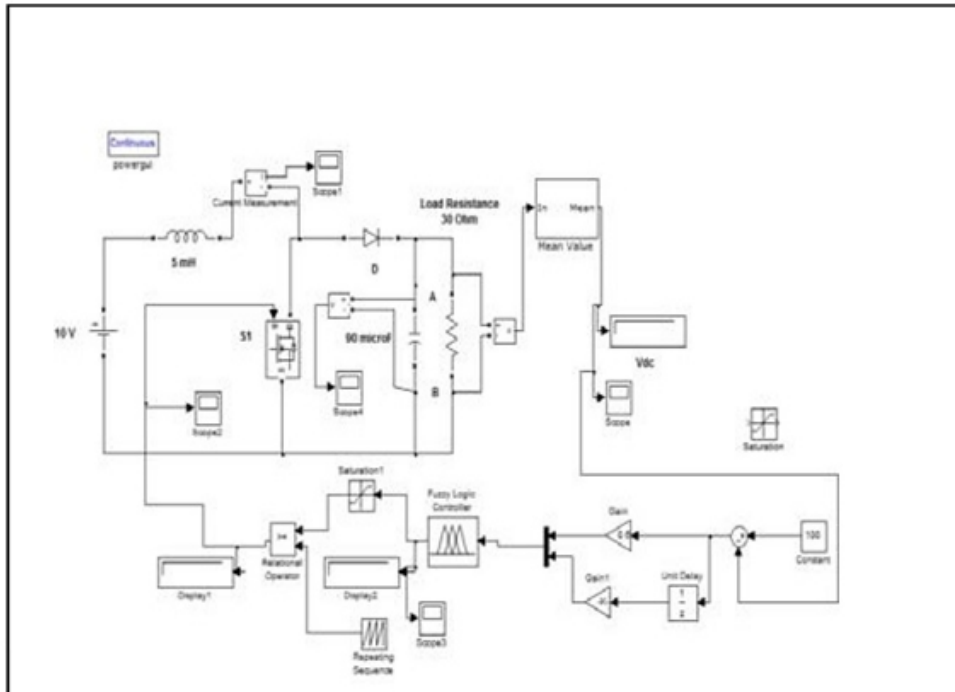 Continuous
powergui
Scope1
Current Measurement
Load Resistance
30 Ohm
In
Mean
Mean Value
5 mH
D
A
10 V
S1
90 microF
B
Vdc
Scope4
Scope2
Scope
Saturation
Saturation1
Fuzzy Logic
Controller
Gain
100
Constant
Relational
Operator
Display1
Display2
Gain1
Unit Delay
1
Scope3
Repeating
Sequence